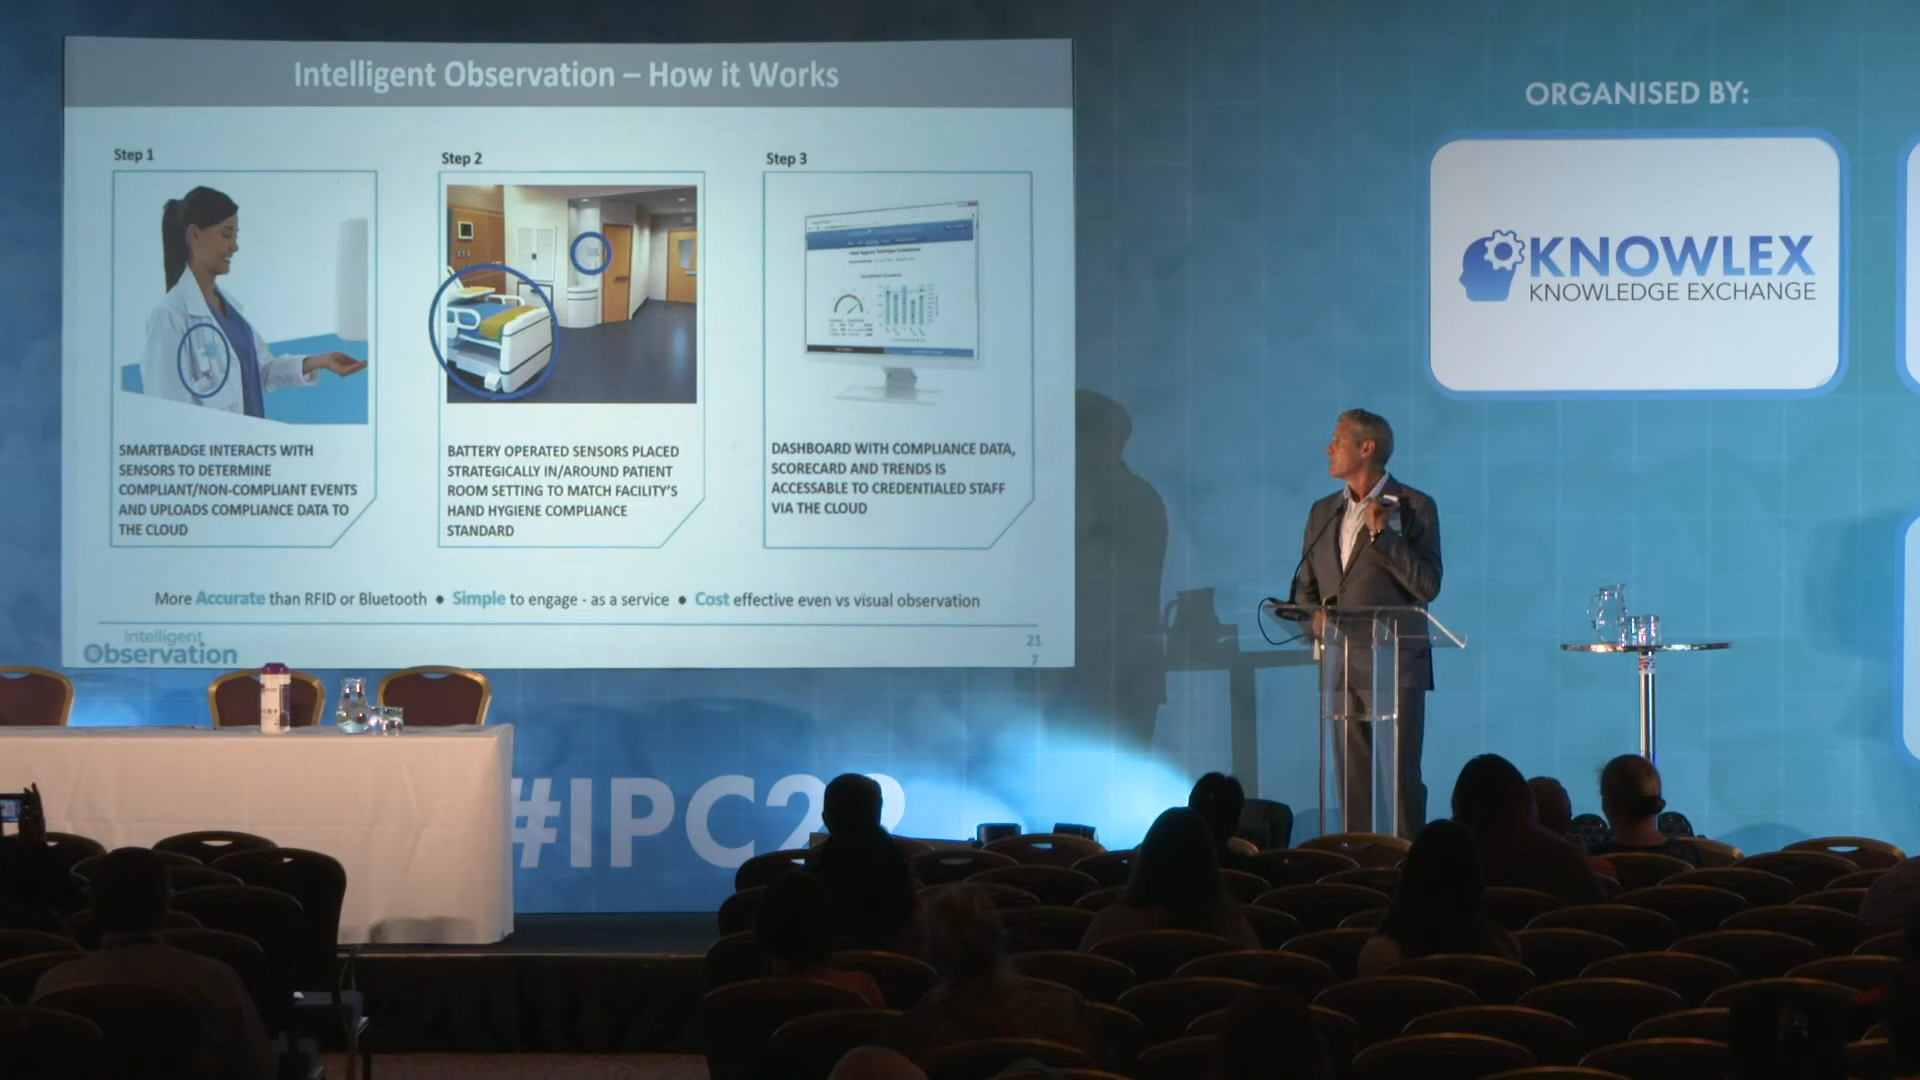 Intelligent Observation – How it Works
Step 1
SMARTBADGE INTERACTS WITH
SENSORS TO DETERMINE
COMPLIANT/NON-COMPLIANT EVENTS
AND UPLOADS COMPLIANCE DATA TO
THE CLOUD
Step 2
BATTERY OPERATED SENSORS PLACED
STRATEGICALLY IN/AROUND PATIENT
ROOM SETTING TO MATCH FACILITY'S
HAND HYGIENE COMPLIANCE
STANDARD
Step 3
DASHBOARD WITH COMPLIANCE DATA,
SCORECARD AND TRENDS IS
ACCESSABLE TO CREDENTIALED STAFF
VIA THE CLOUD
More Accurate than RFID or Bluetooth ● Simple to engage - as a service ● Cost effective even vs visual observation
Intelligent
Observation
21
7
ORGANISED BY:
KNOWLEX
KNOWLEDGE EXCHANGE
#IPC22